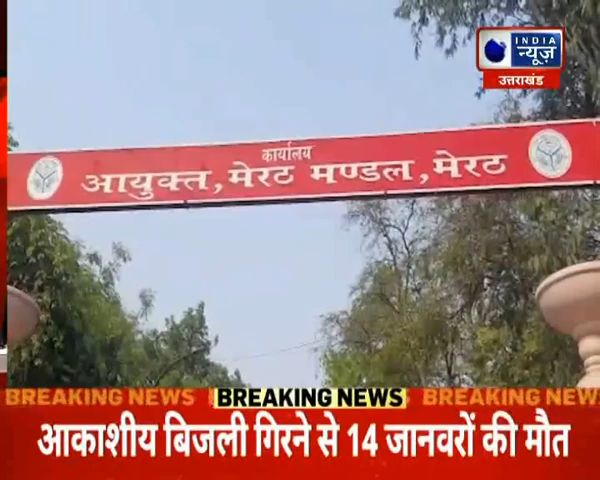 INDIA
न्यूज़
उत्तराखंड
कार्यालय
आयुक्त, मेरठ मण्डल, मेरठ
BREAKING NEWS BREAKING NEWS BREAKING NEW
आकाशीय बिजली गिरने से 14 जानवरों की मौत